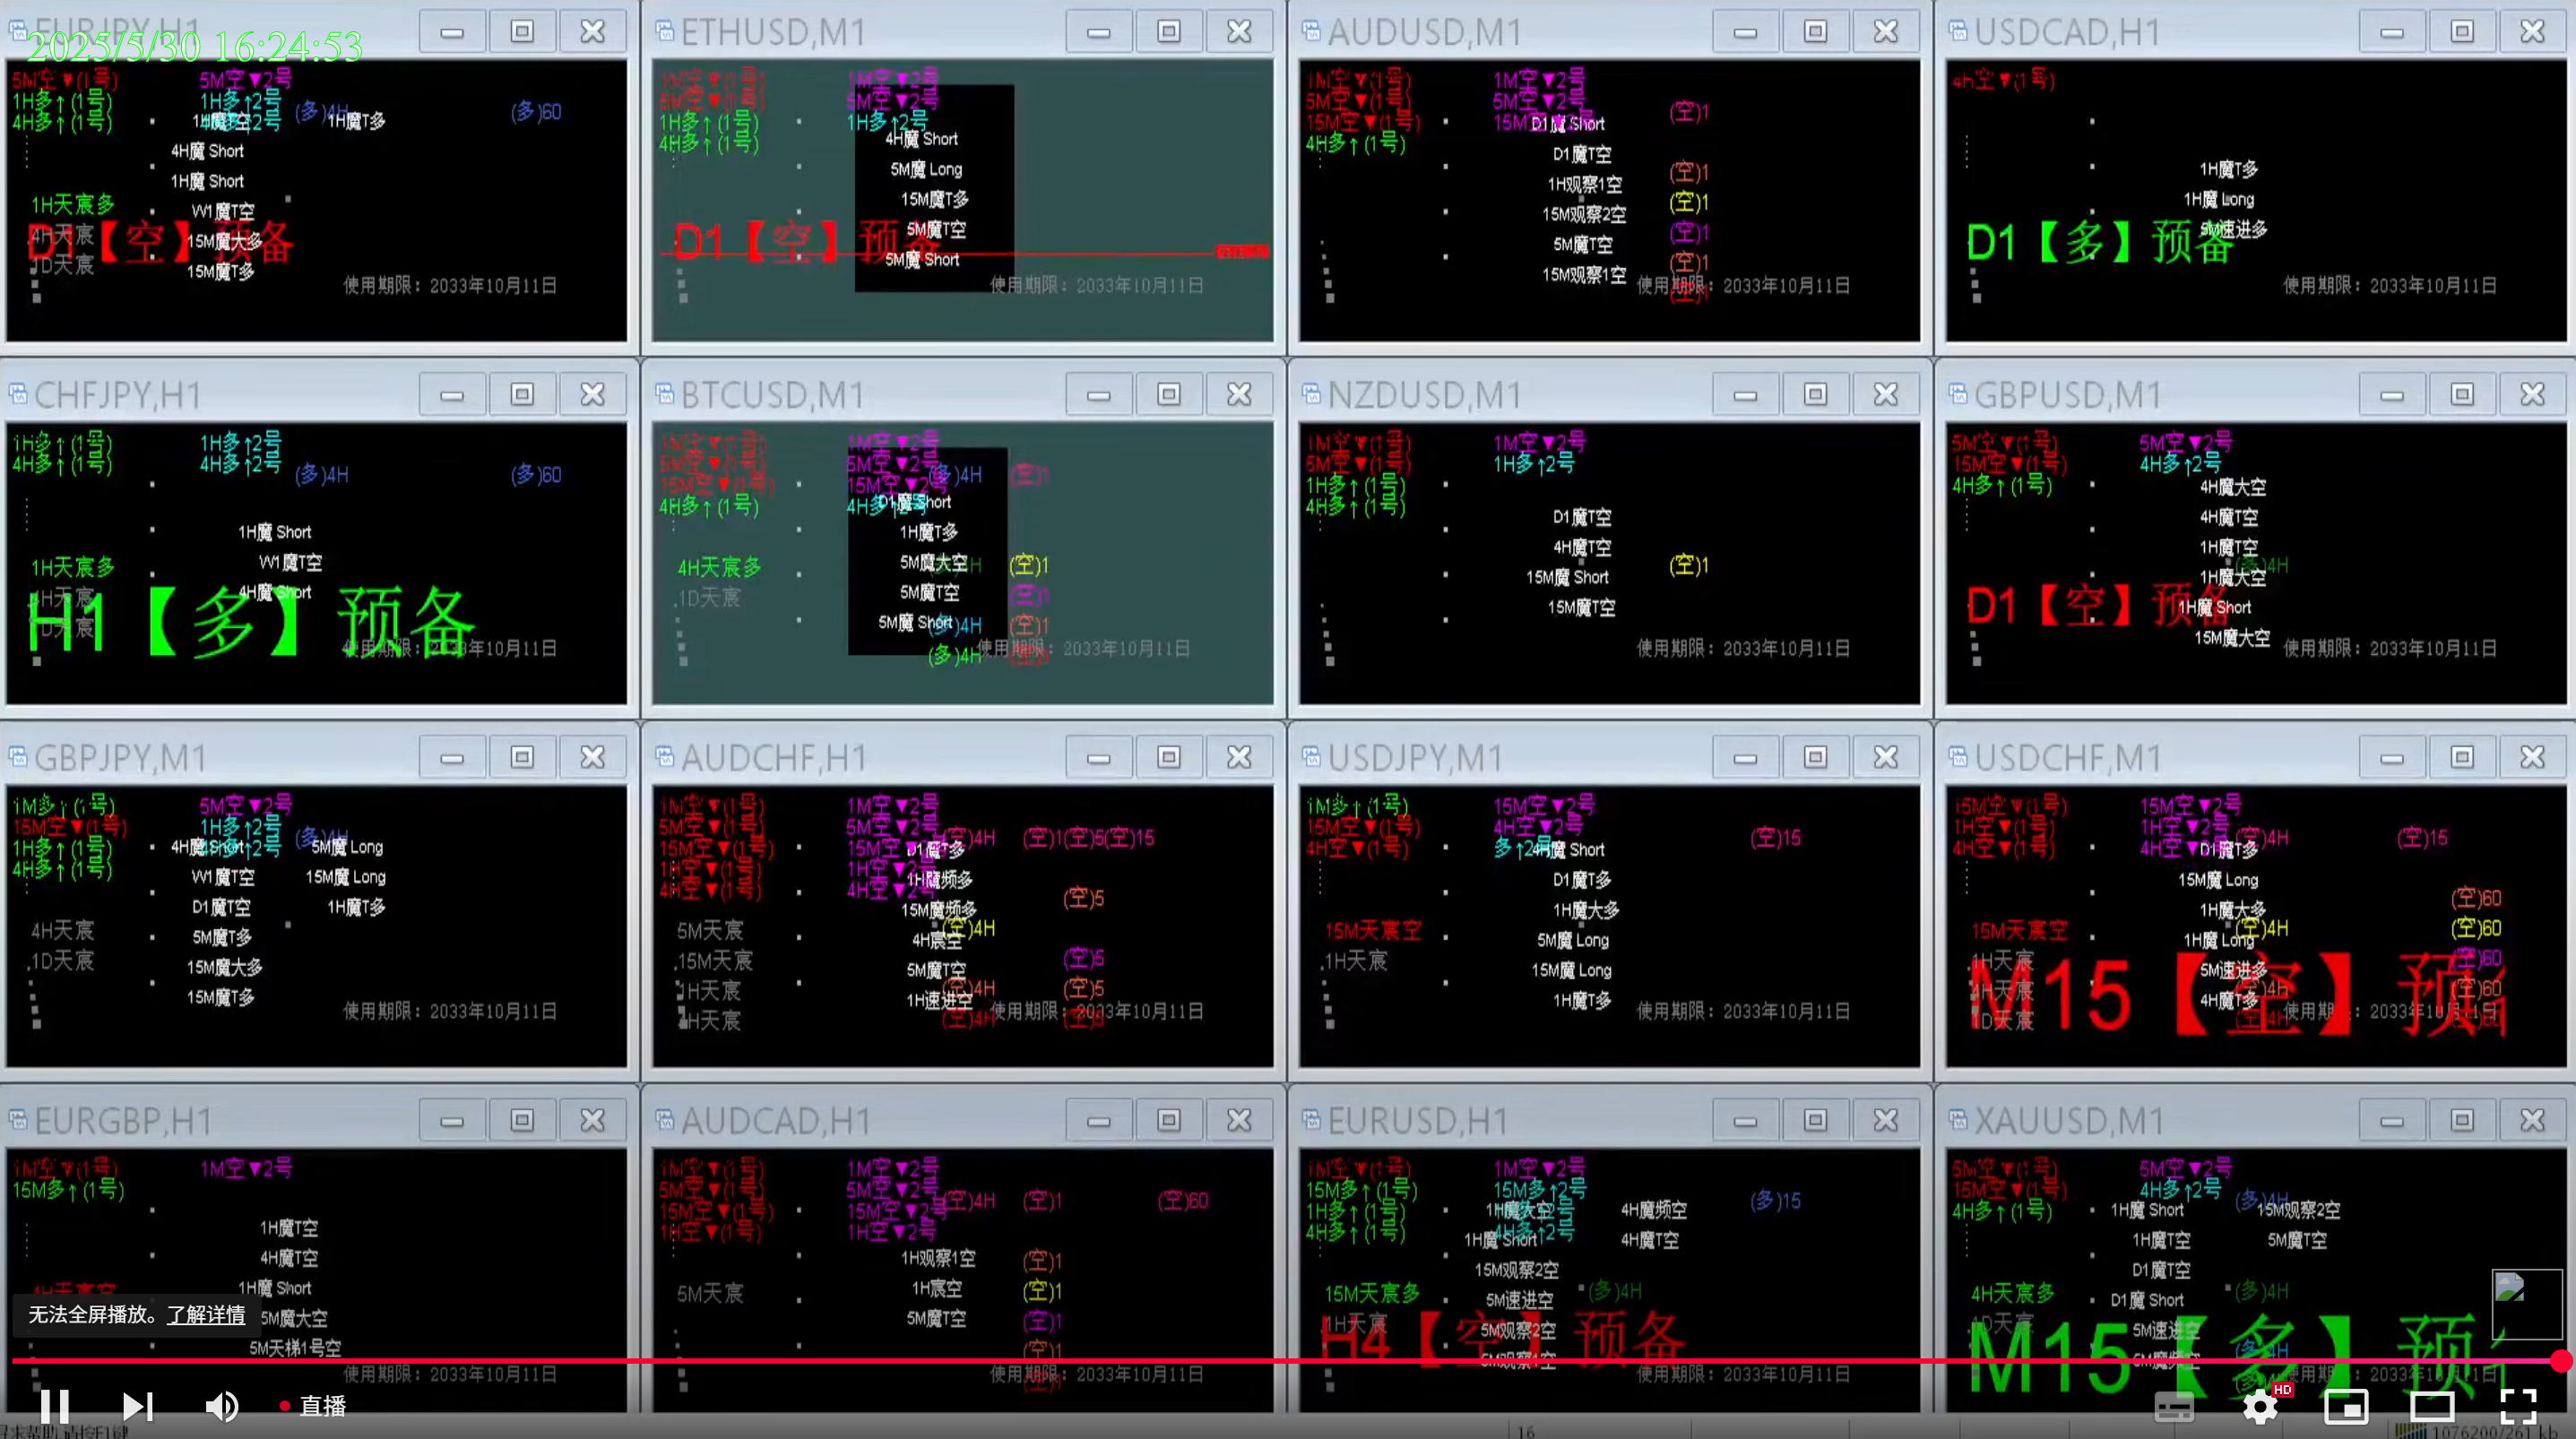 EURJPY,H1
2025/5/30 16:24:53
5M空▼(1号)
5M空▼2号
1H多↑(1号)
1H多↑2号
4H多↑(1号)
(多)4H
1H魔T多
(多)60
4H魔 Short
1H魔 Short
1H天宸多
W1魔T空
4H天宸
15M魔大多
D1【空】预备
1D天宸
15M魔T多
使用期限：2033年10月11日
ETHUSD,M1
1M空▼(1号)
1M空▼2号
5M空▼(1号)
5M空▼2号
1H多↑(1号)
1H多↑2号
4H多↑(1号)
4H魔 Short
5M魔 Long
15M魔T多
5M魔T空
D1【空】预备
5M魔 Short
使用期限：2033年10月11日
AUDUSD,M1
1M空▼(1号)
1M空▼2号
5M空▼(1号)
5M空▼2号
15M空▼(1号)
(空)1
4H多↑(1号)
D1魔 Short
D1魔T空
(空)1
1H观察1空
(空)1
15M观察2空
(空)1
5M魔T空
(空)1
15M观察1空
使用期限：2033年10月11日
USDCAD,H1
4H空▼(1号)
1H魔T多
1H魔 Long
5M速进多
D1【多】预备
使用期限：2033年10月11日
CHFJPY,H1
1H多↑(1号)
1H多↑2号
4H多↑(1号)
4H多↑2号
(多)4H
(多)60
1H魔 Short
W1魔T空
1H天宸多
4H魔 Short
H1【多】预备
使用期限：2033年10月11日
BTCUSD,M1
1M空▼(1号)
1M空▼2号
5M空▼(1号)
5M空▼2号
(多)4H
(空)1
15M空▼(1号)
15M空▼2号
4H多↑(1号)
D1魔 Short
1H魔T多
4H天宸多
5M魔大空
(空)1
1D天宸
5M魔T空
(空)1
5M魔 Short
(多)4H
(空)1
(多)4H
使用期限：2033年10月11日
NZDUSD,M1
1M空▼(1号)
1M空▼2号
5M空▼(1号)
1H多↑2号
1H多↑(1号)
4H多↑(1号)
D1魔T空
4H魔T空
(空)1
15M魔 Short
15M魔T空
使用期限：2033年10月11日
GBPUSD,M1
5M空▼(1号)
5M空▼2号
15M空▼(1号)
4H多↑2号
4H多↑(1号)
4H魔大空
4H魔T空
1H魔T空
(多)4H
1H魔大空
1H魔 Short
D1【空】预备
15M魔大空
使用期限：2033年10月11日
GBPJPY,M1
1M多↑(1号)
5M空▼2号
15M空▼(1号)
1H多↑2号
(多)4H
1H多↑(1号)
4H魔 Short
5M魔 Long
4H多↑(1号)
W1魔T空
15M魔 Long
D1魔T空
1H魔T多
4H天宸
5M魔T多
1D天宸
15M魔大多
15M魔T多
使用期限：2033年10月11日
AUDCHF,H1
1M空▼(1号)
1M空▼2号
5M空▼(1号)
5M空▼2号
(空)4H
(空)1(空)5(空)15
15M空▼(1号)
15M空▼2号
D1魔T多
1H空▼(1号)
1H空▼2号
1H魔频多
4H空▼(1号)
4H空▼2号
(空)5
15M魔频多
5M天宸
(空)4H
4H宸空
15M天宸
(空)5
5M魔T空
1H天宸
(空)4H
(空)5
1H速进空
4H天宸
(空)4H
(空)5
使用期限：2033年10月11日
USDJPY,M1
1M多↑(1号)
15M空▼2号
15M空▼(1号)
4H空▼2号
(空)15
4H空▼(1号)
多↑2号
4H魔 Short
D1魔T多
1H魔大多
15M天宸空
5M魔 Long
1H天宸
15M魔 Long
1H魔T多
使用期限：2033年10月11日
USDCHF,M1
15M空▼(1号)
15M空▼2号
1H空▼(1号)
1H空▼2号
(空)4H
(空)15
4H空▼(1号)
4H空▼2号
D1魔T多
15M魔 Long
(空)60
1H魔大多
15M天宸空
(空)4H
(空)60
1H魔 Long
1H天宸
(空)60
5M速进多
4H天宸
(空)4H
(空)60
4H魔T多
M15【空】预
1D天宸
使用期限：2033年10月11日
EURGBP,H1
1M空▼(1号)
1M空▼2号
15M多↑(1号)
1H魔T空
4H魔T空
1H魔 Short
4H天宸空
5M魔大空
5M天梯1号空
使用期限：2033年10月11日
AUDCAD,H1
1M空▼(1号)
1M空▼2号
5M空▼(1号)
5M空▼2号
(空)4H
(空)1
(空)60
15M空▼(1号)
15M空▼2号
1H空▼(1号)
1H空▼2号
1H观察1空
(空)1
5M天宸
1H宸空
(空)1
5M魔T空
(空)1
(空)1
使用期限：2033年10月11日
EURUSD,H1
1M空▼(1号)
1M空▼2号
15M多↑(1号)
15M多↑2号
(多)15
1H多↑(1号)
1H魔大空
4H魔频空
4H多↑(1号)
4H多↑2号
1H魔 Short
4H魔T空
15M观察2空
15M天宸多
5M速进空
(多)4H
1H天宸
5M观察2空
H4【空】预备
5M观察1空
使用期限：2033年10月11日
XAUUSD,M1
5M空▼(1号)
5M空▼2号
15M空▼(1号)
4H多↑2号
(多)4H
4H多↑(1号)
1H魔 Short
15M观察2空
1H魔T空
5M魔T空
D1魔T空
4H天宸多
D1魔 Short
(多)4H
1D天宸
5M速进空
M15【多】预
使用期限：2033年10月11日
无法全屏播放。了解详情
直播
HD
16
1076200/261 kb